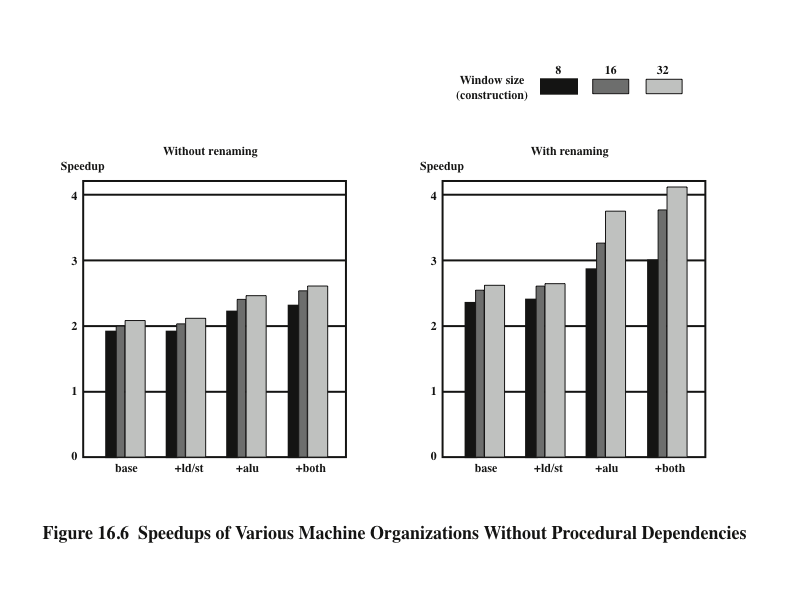 8 16 32
Window size
(construction)
Without renaming
Speedup
4
3
2
1
0
base +ld/st +alu +both
With renaming
Speedup
4
3
2
1
0
base +ld/st +alu +both
Figure 16.6 Speedups of Various Machine Organizations Without Procedural Dependencies